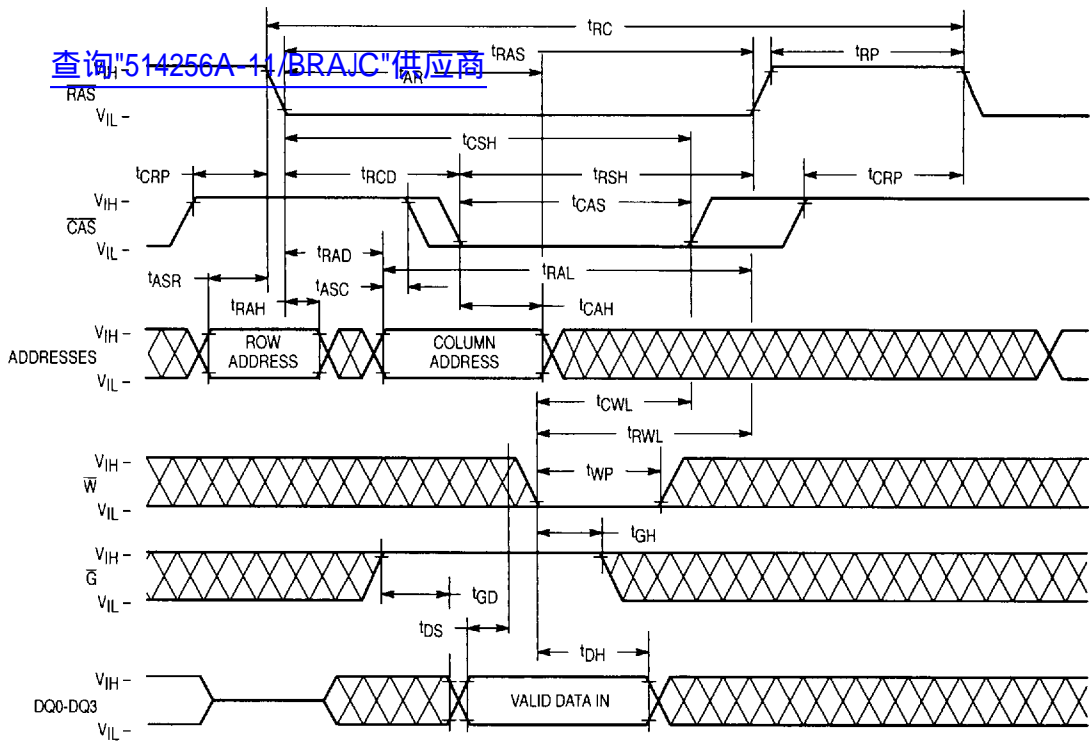 tRC
tRAS
tRP
查询"514256A-11/BRAJC"供应商
tAR
VIH
RAS
VIL
tCSH
tCRP
tRCD
tRSH
tCRP
VIH
tCAS
CAS
VIL
tRAD
tRAL
tASR
tASC
tRAH
tCAH
VIH
ROW ADDRESS
COLUMN ADDRESS
ADDRESSES
VIL
tCWL
tRWL
VIH
tWP
W
VIL
tGH
VIH
G
VIL
tGD
tDS
tDH
VIH
DQ0-DQ3
VALID DATA IN
VIL